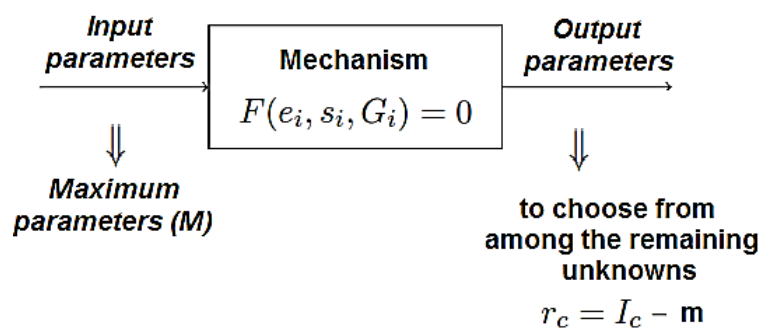 Input
parameters
Mechanism
F(e_i, s_i, G_i) = 0
Output
parameters
⇓
Maximum
parameters (M)
⇓
to choose from
among the remaining
unknowns
r_c = I_c – m